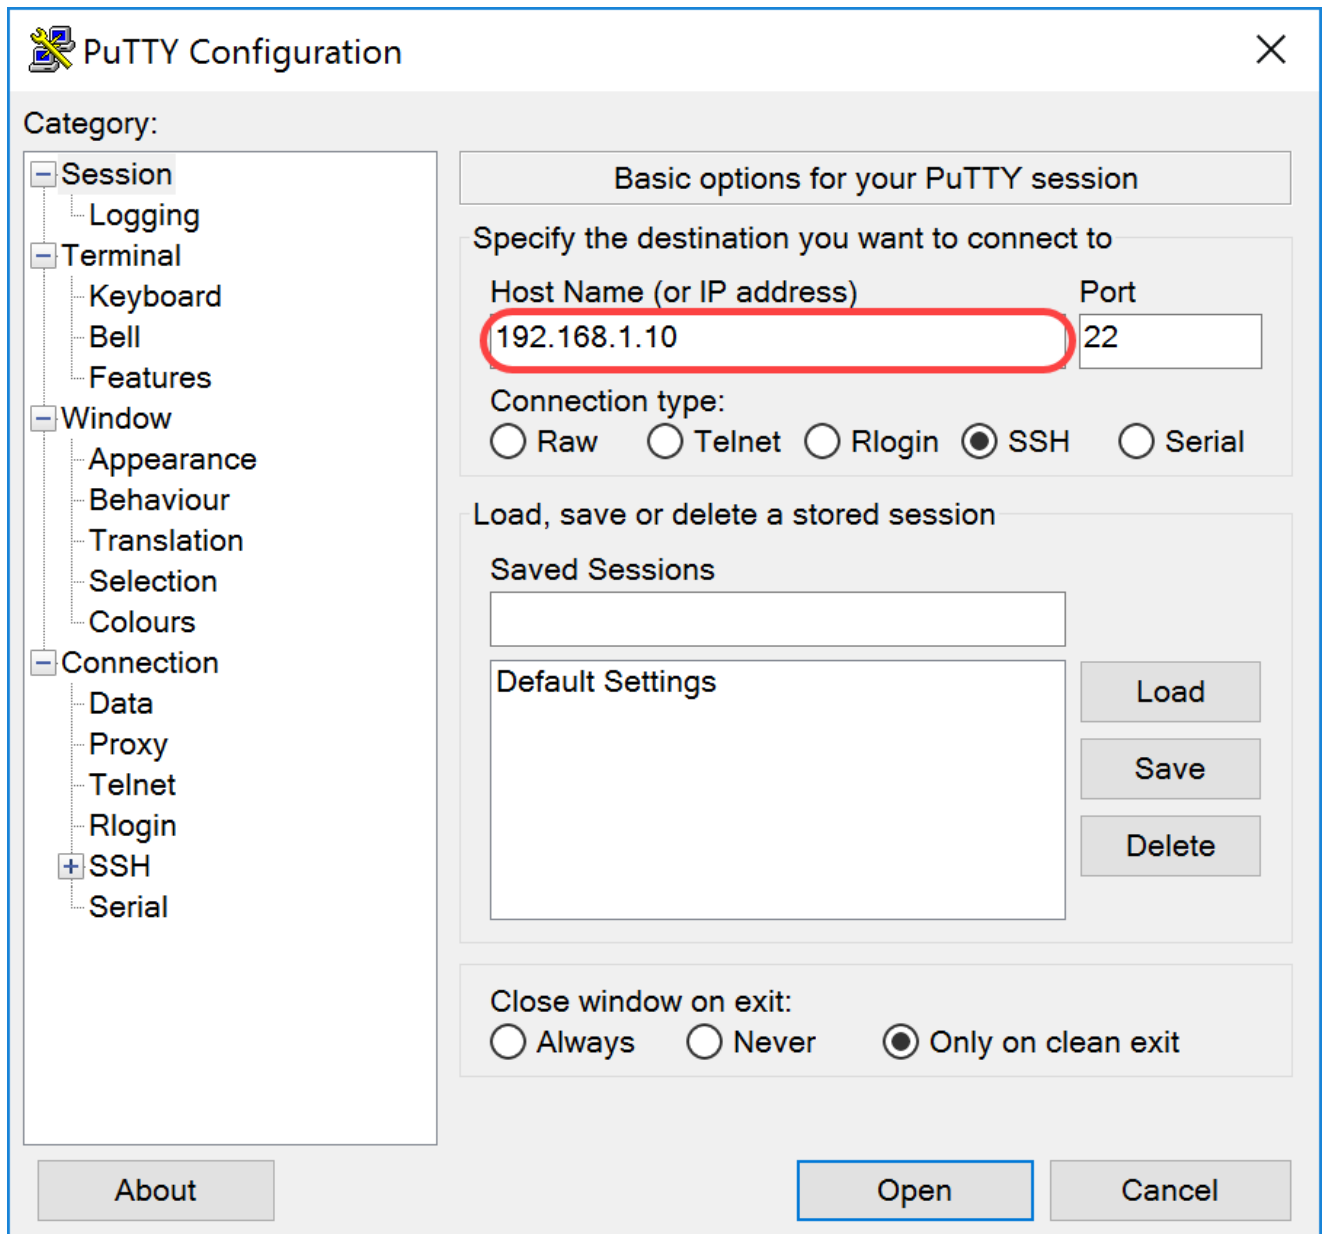 PuTTY Configuration
Category:
Session
Logging
Terminal
Keyboard
Bell
Features
Window
Appearance
Behaviour
Translation
Selection
Colours
Connection
Data
Proxy
Telnet
Rlogin
SSH
Serial
Basic options for your PuTTY session
Specify the destination you want to connect to
Host Name (or IP address) Port
192.168.1.10 22
Connection type:
Raw Telnet Rlogin SSH Serial
Load, save or delete a stored session
Saved Sessions
Default Settings
Load
Save
Delete
Close window on exit:
Always Never Only on clean exit
About Open Cancel